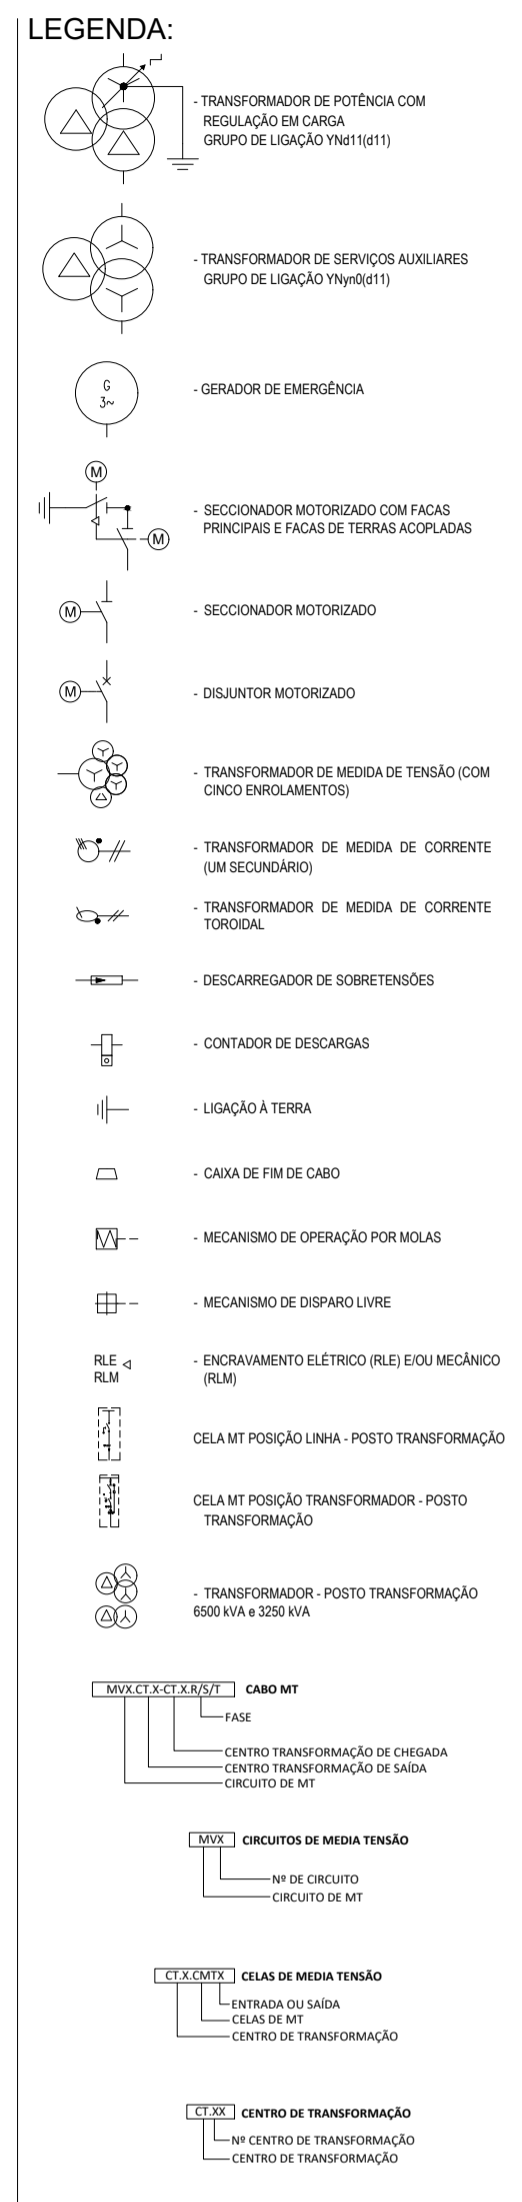 LEGENDA:
- TRANSFORMADOR DE POTÊNCIA COM
REGULAÇÃO EM CARGA
GRUPO DE LIGAÇÃO YNd11(d11)
- TRANSFORMADOR DE SERVIÇOS AUXILIARES
GRUPO DE LIGAÇÃO YNyn0(d11)
G
3~
- GERADOR DE EMERGÊNCIA
M
M
- SECCIONADOR MOTORIZADO COM FACAS
PRINCIPAIS E FACAS DE TERRAS ACOPLADAS
M
- SECCIONADOR MOTORIZADO
M
- DISJUNTOR MOTORIZADO
- TRANSFORMADOR DE MEDIDA DE TENSÃO (COM
CINCO ENROLAMENTOS)
- TRANSFORMADOR DE MEDIDA DE CORRENTE
(UM SECUNDÁRIO)
- TRANSFORMADOR DE MEDIDA DE CORRENTE
TOROIDAL
- DESCARREGADOR DE SOBRETENSÕES
- CONTADOR DE DESCARGAS
- LIGAÇÃO À TERRA
- CAIXA DE FIM DE CABO
- MECANISMO DE OPERAÇÃO POR MOLAS
- MECANISMO DE DISPARO LIVRE
RLE
RLM
- ENCRAVAMENTO ELÉTRICO (RLE) E/OU MECÂNICO
(RLM)
CELA MT POSIÇÃO LINHA - POSTO TRANSFORMAÇÃO
CELA MT POSIÇÃO TRANSFORMADOR - POSTO
TRANSFORMAÇÃO
- TRANSFORMADOR - POSTO TRANSFORMAÇÃO
6500 kVA e 3250 kVA
MVX.CT.X-CT.X.R/S/T CABO MT
FASE
CENTRO TRANSFORMAÇÃO DE CHEGADA
CENTRO TRANSFORMAÇÃO DE SAÍDA
CIRCUITO DE MT
MVX CIRCUITOS DE MEDIA TENSÃO
Nº DE CIRCUITO
CIRCUITO DE MT
CT.X.CMTX CELAS DE MEDIA TENSÃO
ENTRADA OU SAÍDA
CELAS DE MT
CENTRO DE TRANSFORMAÇÃO
CT.XX CENTRO DE TRANSFORMAÇÃO
Nº CENTRO DE TRANSFORMAÇÃO
CENTRO DE TRANSFORMAÇÃO